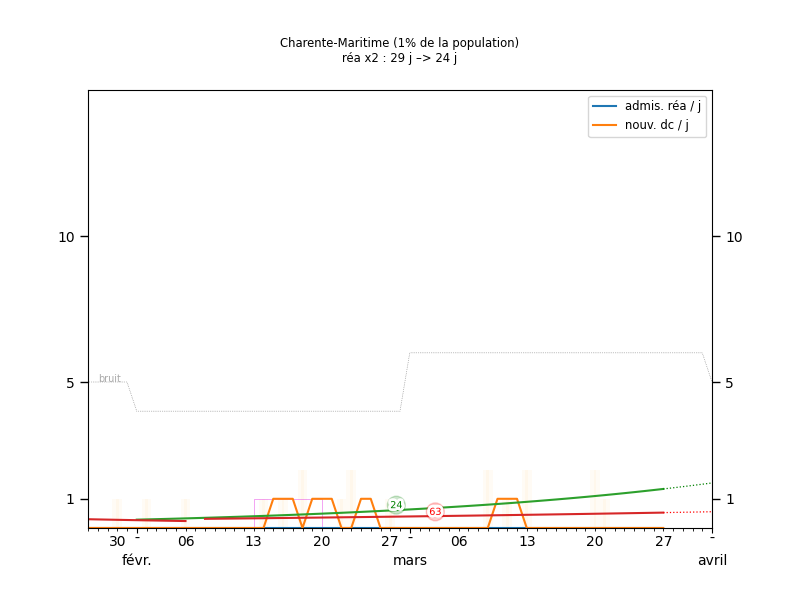 Charente-Maritime (1% de la population)
réa x2 : 29 j –> 24 j
admis. réa / j
nouv. dc / j
10
10
bruit
5
5
24
63
1
1
30
-
06
13
20
27
-
06
13
20
27
-
févr.
mars
avril